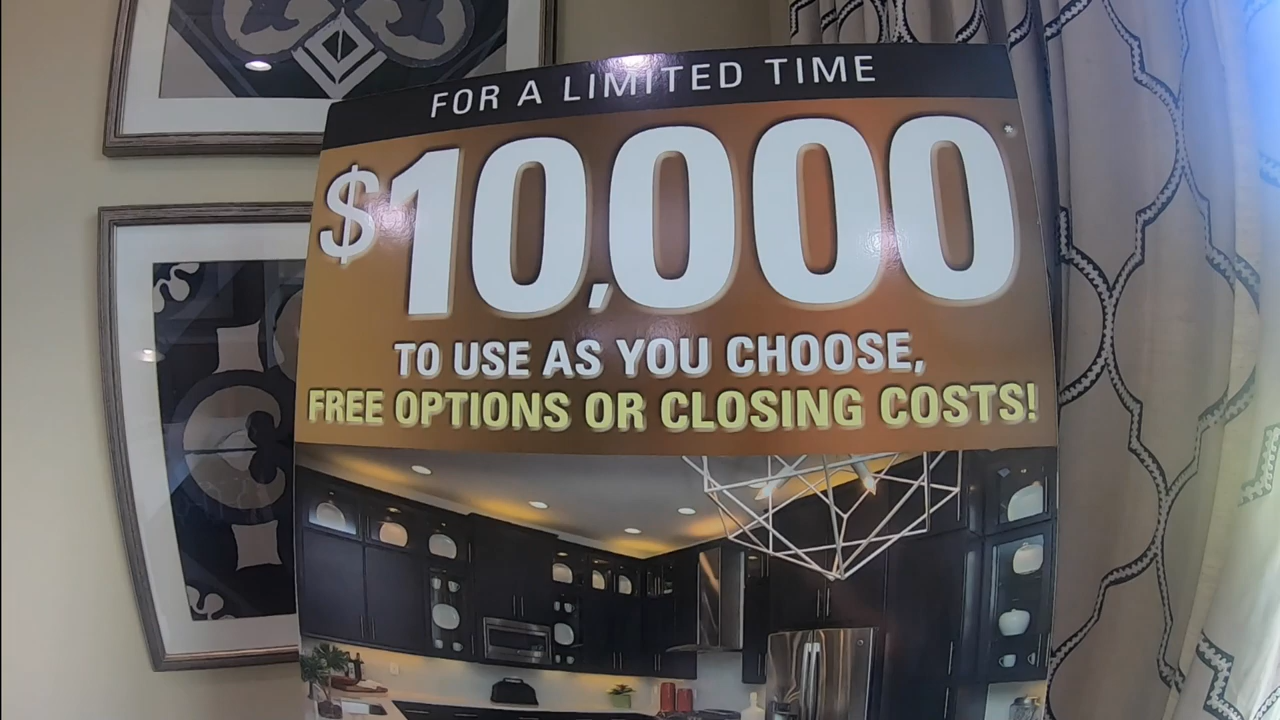 FOR A LIMITED TIME
$10,000*
TO USE AS YOU CHOOSE,
FREE OPTIONS OR CLOSING COSTS!